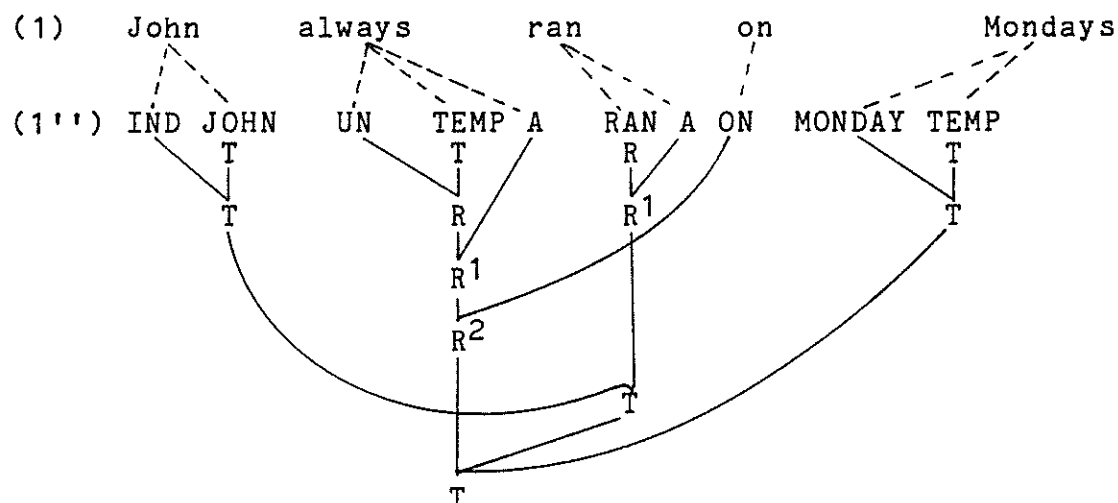 (1) John always ran on Mondays
(1'') IND JOHN UN TEMP A RAN A ON MONDAY TEMP
T T R T
T R R1 T
R1
R2
T
T